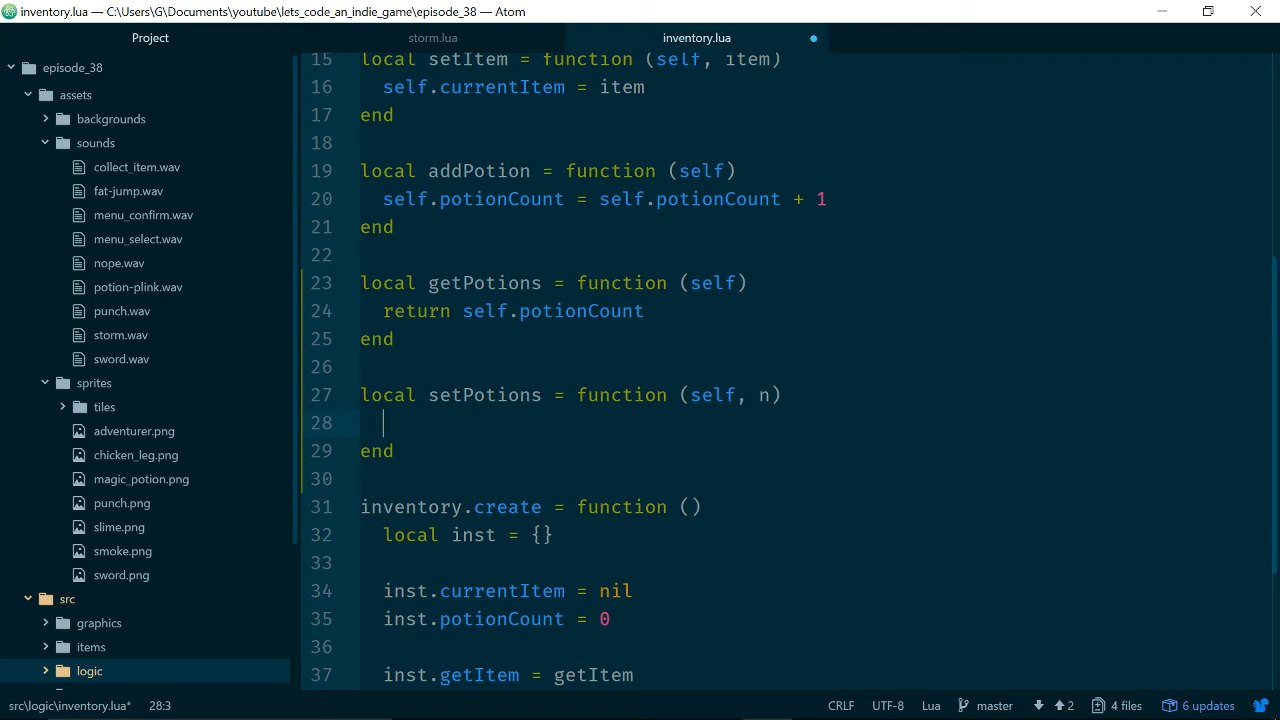 inventory.lua — C:\Users\G\Documents\youtube\lets_code_an_indie_game\episode_38 — Atom
Project
storm.lua
inventory.lua
episode_38
assets
backgrounds
sounds
collect_item.wav
fat-jump.wav
menu_confirm.wav
menu_select.wav
nope.wav
potion-plink.wav
punch.wav
storm.wav
sword.wav
sprites
tiles
adventurer.png
chicken_leg.png
magic_potion.png
punch.png
slime.png
smoke.png
sword.png
src
graphics
items
logic
15 local setItem = function (self, item)
16 self.currentItem = item
17 end
18
19 local addPotion = function (self)
20 self.potionCount = self.potionCount + 1
21 end
22
23 local getPotions = function (self)
24 return self.potionCount
25 end
26
27 local setPotions = function (self, n)
28
29 end
30
31 inventory.create = function ()
32 local inst = {}
33
34 inst.currentItem = nil
35 inst.potionCount = 0
36
37 inst.getItem = getItem
src\logic\inventory.lua* 28:3 CRLF UTF-8 Lua master 2 4 files 6 updates